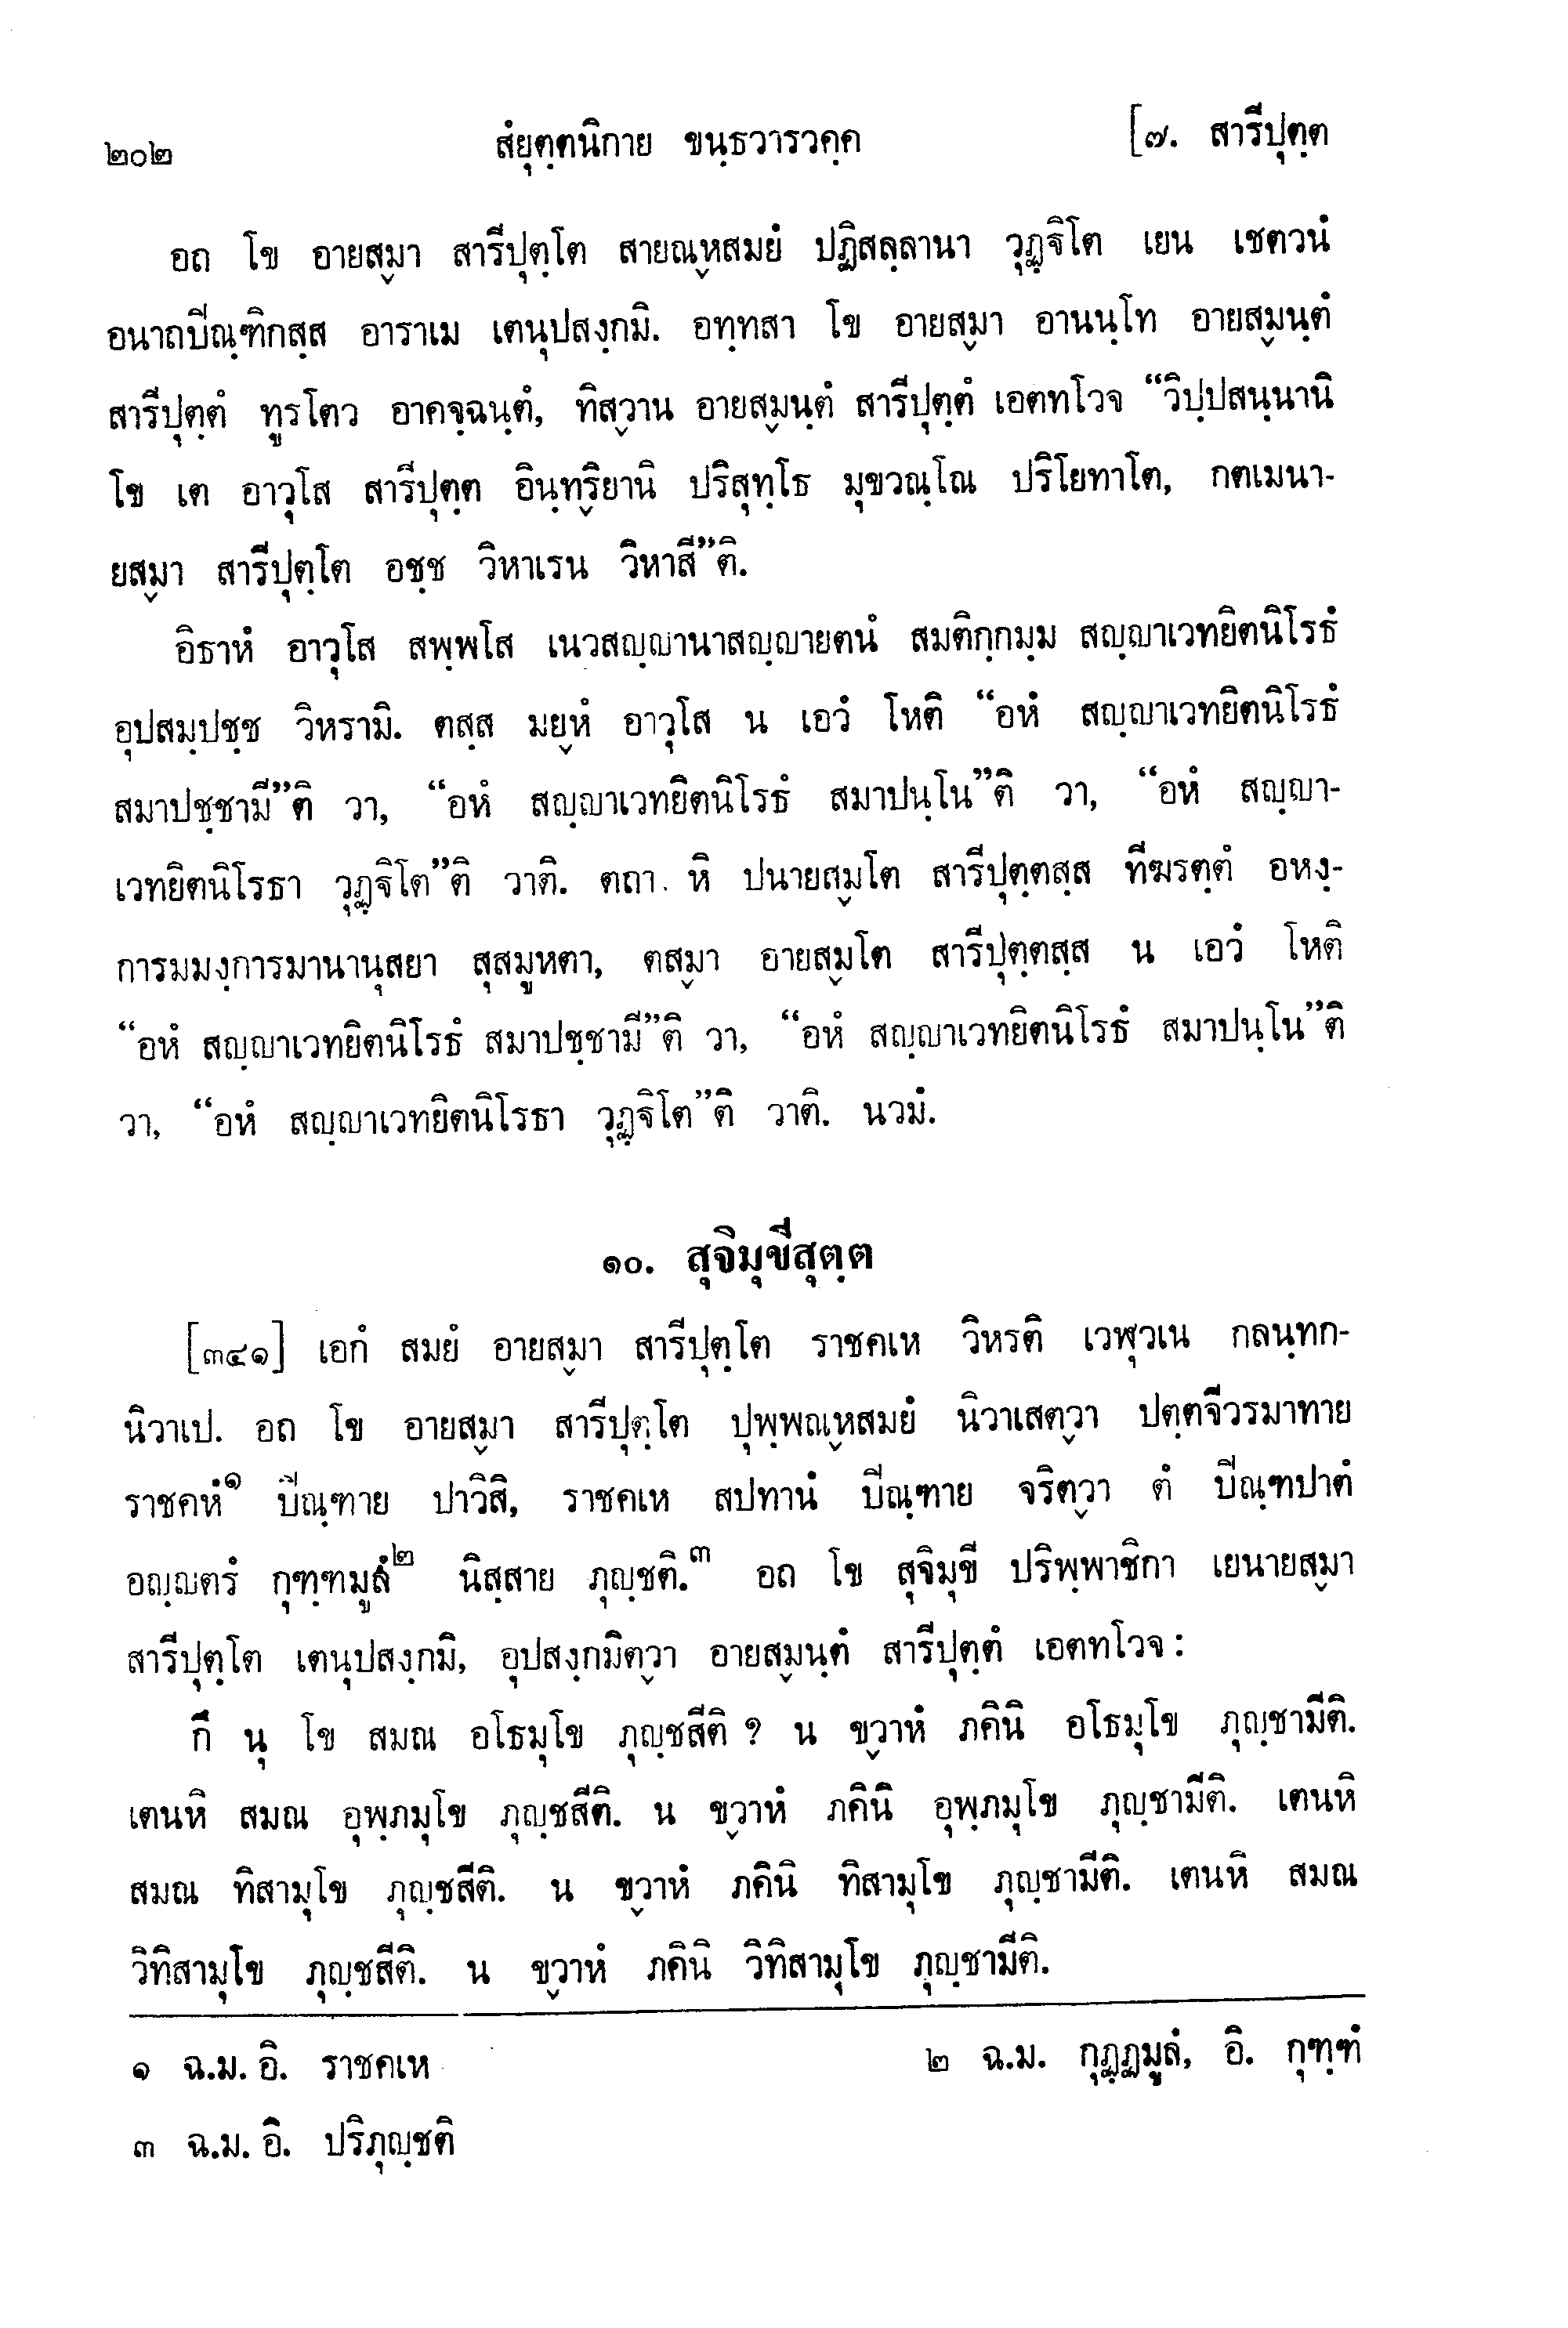 ๒๐๒ สํยุตฺตนิกาย ขนฺธวารวคฺค [๗. สารีปุตฺต
อถ โข อายสฺมา สารีปุตฺโต สายณฺหสมยํ ปฏิสลฺลานา วุฏฺฐิโต เยน เชตวนํ
อนาถปิณฺฑิกสฺส อาราเม เตนุปสงฺกมิ. อทฺทสา โข อายสฺมา อานนฺโท อายสฺมนฺตํ
สารีปุตฺตํ ทูรโตว อาคจฺฉนฺตํ, ทิสฺวาน อายสฺมนฺตํ สารีปุตฺตํ เอตทโวจ “วิปฺปสนฺนานิ
โข เต อาวุโส สารีปุตฺต อินฺทฺริยานิ ปริสุทฺโธ มุขวณฺโณ ปริโยทาโต, กตเมนา-
ยสฺมา สารีปุตฺโต อชฺช วิหาเรน วิหาสี”ติ.
อิธาหํ อาวุโส สพฺพโส เนวสญฺญานาสญฺญายตนํ สมติกฺกมฺม สญฺญาเวทยิตนิโรธํ
อุปสมฺปชฺช วิหรามิ. ตสฺส มยฺหํ อาวุโส น เอวํ โหติ “อหํ สญฺญาเวทยิตนิโรธํ
สมาปชฺชามี”ติ วา, “อหํ สญฺญาเวทยิตนิโรธํ สมาปนฺโน”ติ วา, “อหํ สญฺญา-
เวทยิตนิโรธา วุฏฺฐิโต”ติ วาติ. ตถา หิ ปนายสฺมโต สารีปุตฺตสฺส ทีฆรตฺตํ อหงฺ-
การมมงฺการมานานุสยา สุสมูหตา, ตสฺมา อายสฺมโต สารีปุตฺตสฺส น เอวํ โหติ
“อหํ สญฺญาเวทยิตนิโรธํ สมาปชฺชามี”ติ วา, “อหํ สญฺญาเวทยิตนิโรธํ สมาปนฺโน”ติ
วา, “อหํ สญฺญาเวทยิตนิโรธา วุฏฺฐิโต”ติ วาติ. นวมํ.
๑๐. สุจิมุขีสุตฺต
[๓๔๑] เอกํ สมยํ อายสฺมา สารีปุตฺโต ราชคเห วิหรติ เวฬุวเน กลนฺทก-
นิวาเป. อถ โข อายสฺมา สารีปุตฺโต ปุพฺพณฺหสมยํ นิวาเสตฺวา ปตฺตจีวรมาทาย
ราชคหํ๑ ปิณฺฑาย ปาวิสิ, ราชคเห สปทานํ ปิณฺฑาย จริตฺวา ตํ ปิณฺฑปาตํ
อญฺญตรํ กุฑฺฑมูลํ๒ นิสฺสาย ภุญฺชติ.๓ อถ โข สุจิมุขี ปริพฺพาชิกา เยนายสฺมา
สารีปุตฺโต เตนุปสงฺกมิ, อุปสงฺกมิตฺวา อายสฺมนฺตํ สารีปุตฺตํ เอตทโวจ:
กึ นุ โข สมณ อโธมุโข ภุญฺชสีติ ? น ขฺวาหํ ภคินิ อโธมุโข ภุญฺชามีติ.
เตนหิ สมณ อุพฺภมุโข ภุญฺชสีติ. น ขฺวาหํ ภคินิ อุพฺภมุโข ภุญฺชามีติ. เตนหิ
สมณ ทิสามุโข ภุญฺชสีติ. น ขฺวาหํ ภคินิ ทิสามุโข ภุญฺชามีติ. เตนหิ สมณ
วิทิสามุโข ภุญฺชสีติ. น ขฺวาหํ ภคินิ วิทิสามุโข ภุญฺชามีติ.
๑ ฉ.ม. อิ. ราชคเห ๒ ฉ.ม. กุฏฺฏมูลํ, อิ. กุฑฺฑํ
๓ ฉ.ม. อิ. ปริภุญฺชติ